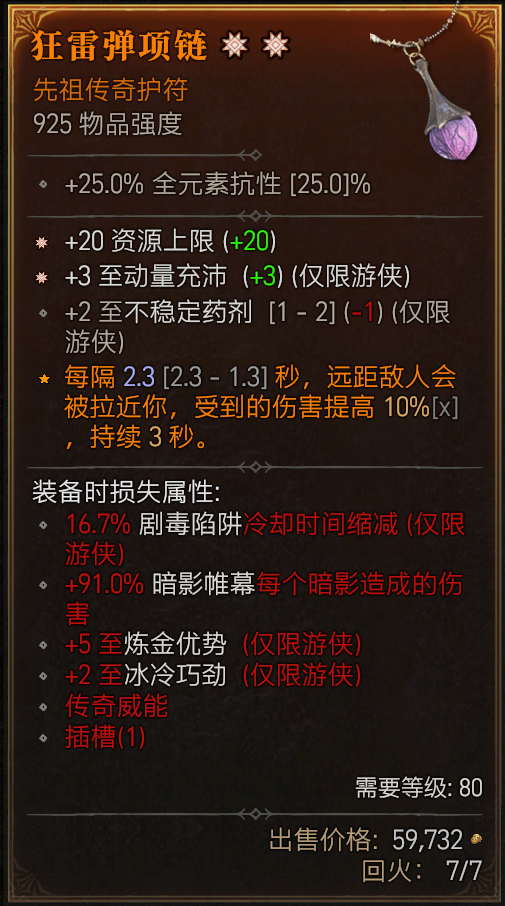 狂雷弹项链
先祖传奇护符
925 物品强度
+25.0% 全元素抗性 [25.0]%
+20 资源上限 (+20)
+3 至动量充沛 (+3) (仅限游侠)
+2 至不稳定药剂 [1 - 2] (-1) (仅限
游侠)
每隔 2.3 [2.3 - 1.3] 秒，远距敌人会
被拉近你，受到的伤害提高 10%[x]
，持续 3 秒。
装备时损失属性:
16.7% 剧毒陷阱冷却时间缩减 (仅限
游侠)
+91.0% 暗影帷幕每个暗影造成的伤
害
+5 至炼金优势 (仅限游侠)
+2 至冰冷巧劲 (仅限游侠)
传奇威能
插槽(1)
需要等级: 80
出售价格: 59,732
回火： 7/7